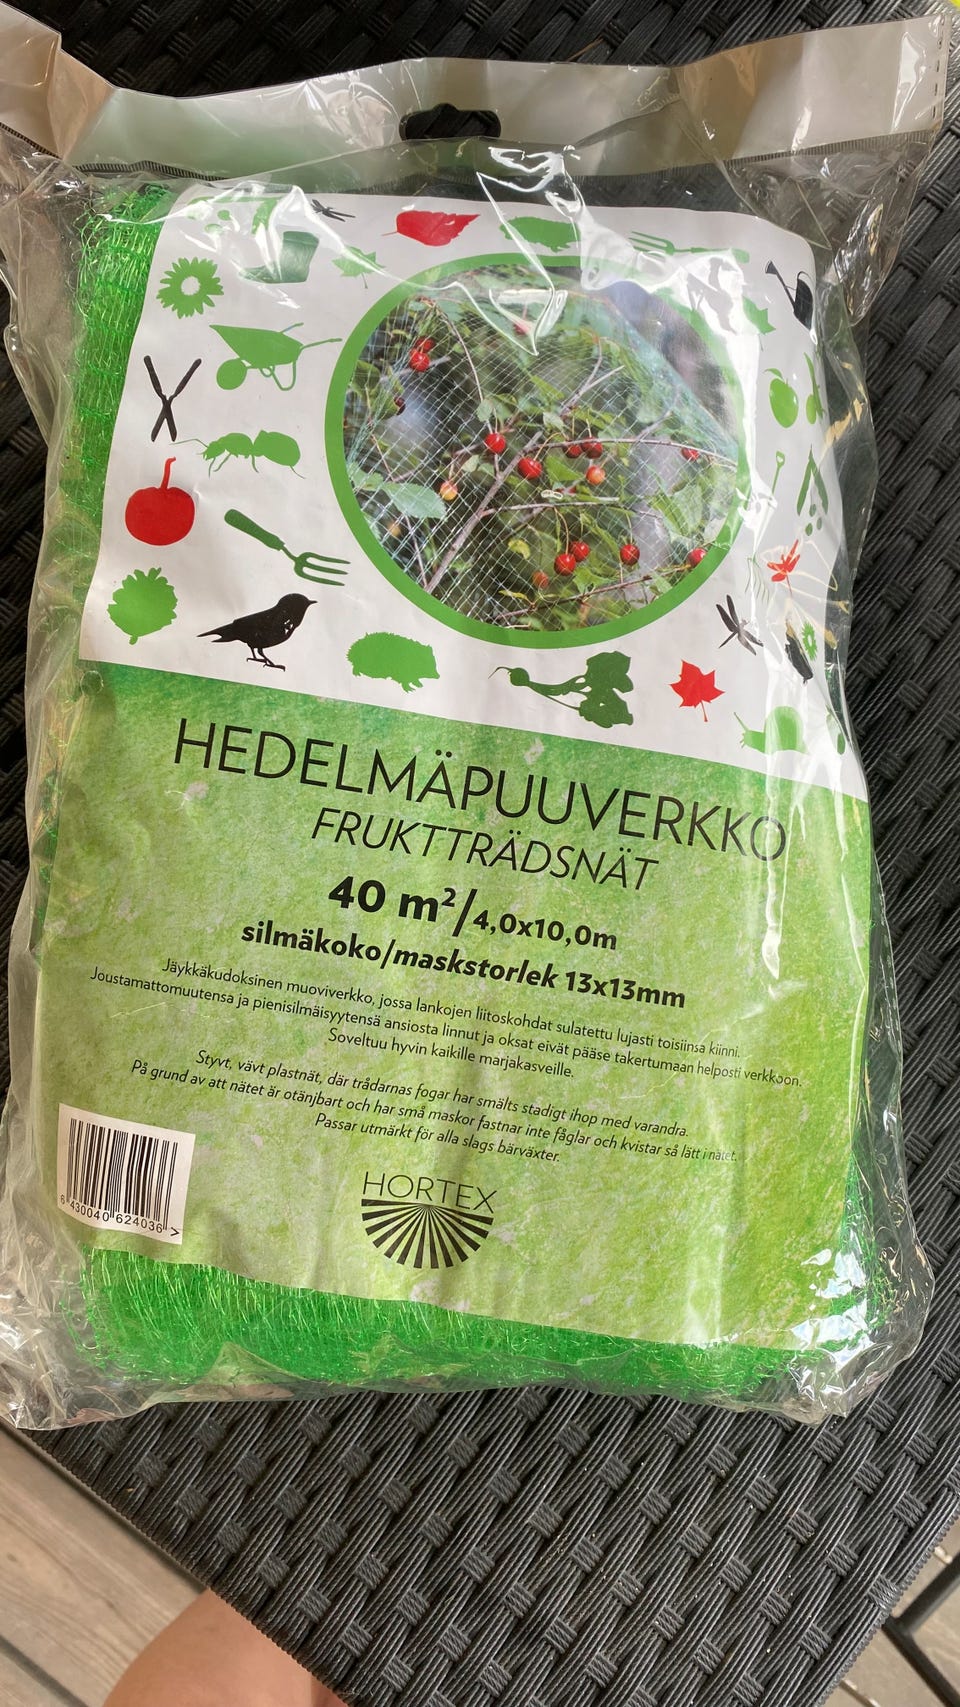 HEDELMÄPUUVERKKO
FRUKTTRÄDSNÄT
40 m²/4,0x10,0m
silmäkoko/maskstorlek 13x13mm
Jäykkäkudoksinen muoviverkko, jossa lankojen liitoskohdat sulatettu lujasti toisiinsa kiinni.
Joustamattomuutensa ja pienisilmäisyytensä ansiosta linnut ja oksat eivät pääse takertumaan helposti verkkoon.
Soveltuu hyvin kaikille marjakasveille.
Styvt, vävt plastnät, där trådarnas fogar har smälts stadigt ihop med varandra.
På grund av att nätet är otänjbart och har små maskor fastnar inte fåglar och kvistar så lätt i nätet.
Passar utmärkt för alla slags bärväxter.
HORTEX
6 430040 624036 >